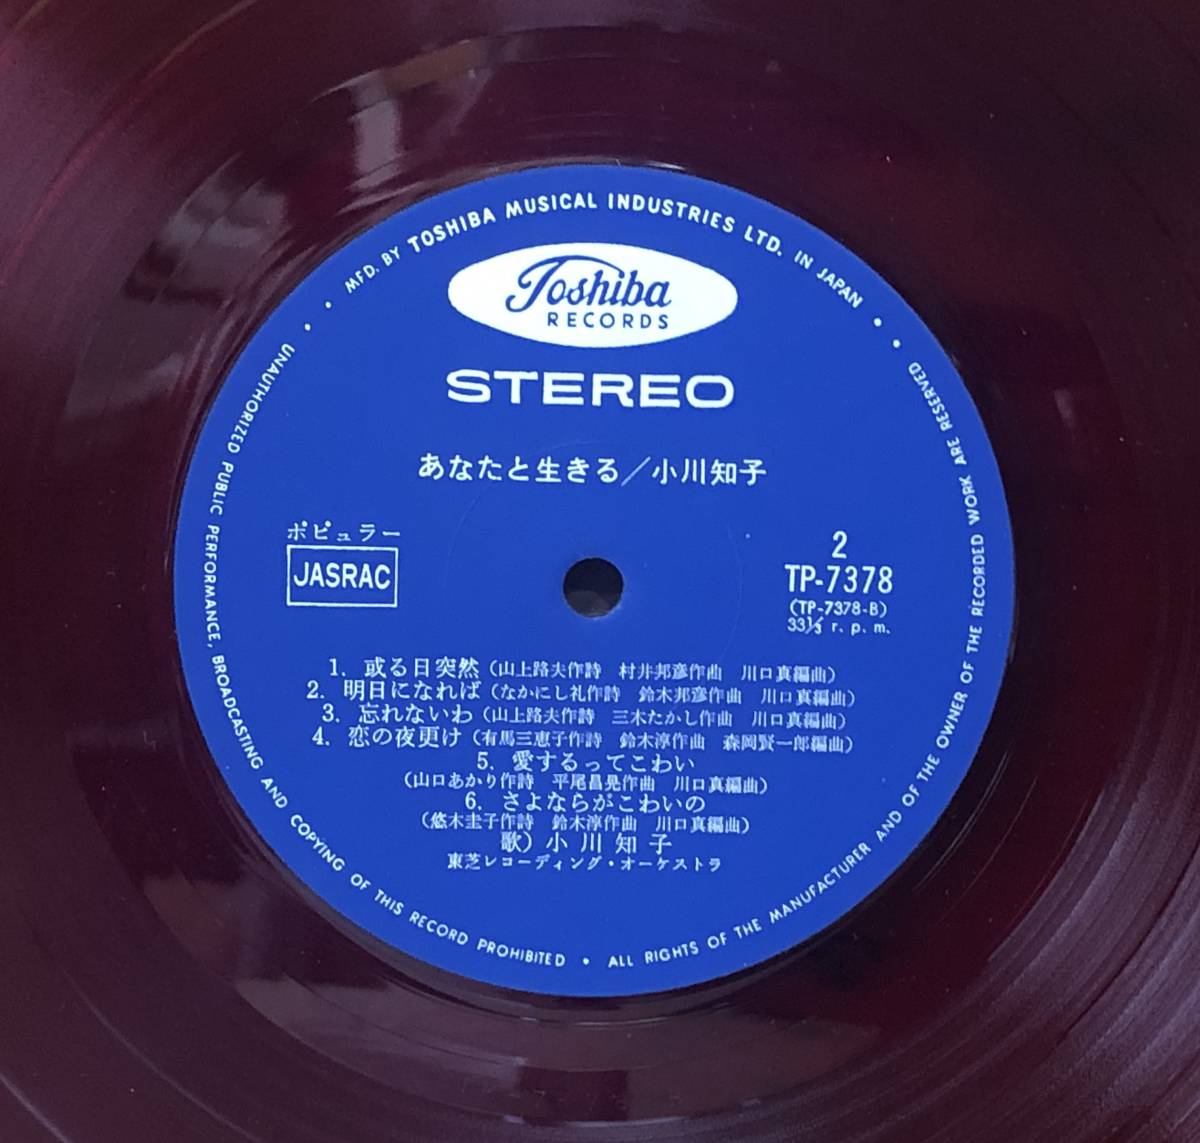 MFD. BY TOSHIBA MUSICAL INDUSTRIES LTD. IN JAPAN
Toshiba
RECORDS
STEREO
あなたと生きる/小川知子
ポピュラー
JASRAC
2
TP-7378
(TP-7378-B)
33⅓ r. p. m.
1. 或る日突然 (山上路夫作詩 村井邦彦作曲 川口真編曲)
2. 明日になれば (なかにし礼作詩 鈴木邦彦作曲 川口真編曲)
3. 忘れないわ (山上路夫作詩 三木たかし作曲 川口真編曲)
4. 恋の夜更け (有馬三恵子作詩 鈴木淳作曲 森岡賢一郎編曲)
5. 愛するってこわい
(山口あかり作詩 平尾昌晃作曲 川口真編曲)
6. さよならがこわいの
(悠木圭子作詩 鈴木淳作曲 川口真編曲)
歌) 小川知子
東芝レコーディング・オーケストラ
UNAUTHORIZED PUBLIC PERFORMANCE, BROADCASTING AND COPYING OF THIS RECORD PROHIBITED • ALL RIGHTS OF THE MANUFACTURER AND OF THE OWNER OF THE RECORDED WORK ARE RESERVED